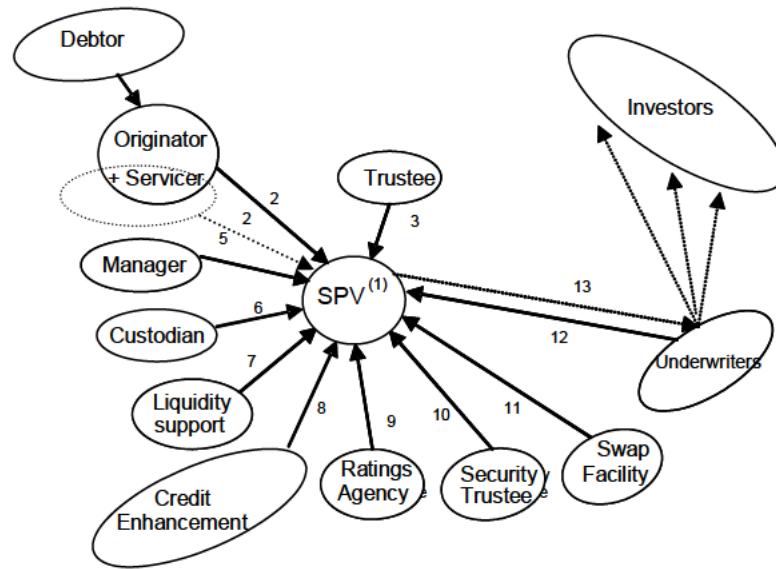 Debtor
Investors
Originator
+ Servicer
Trustee
2
2
3
5
Manager
SPV (1)
13
6
12
Custodian
Underwriters
7
Liquidity
support
8
9
10
11
Swap
Facility
Ratings
Agency
Security
Trustee
Credit
Enhancement